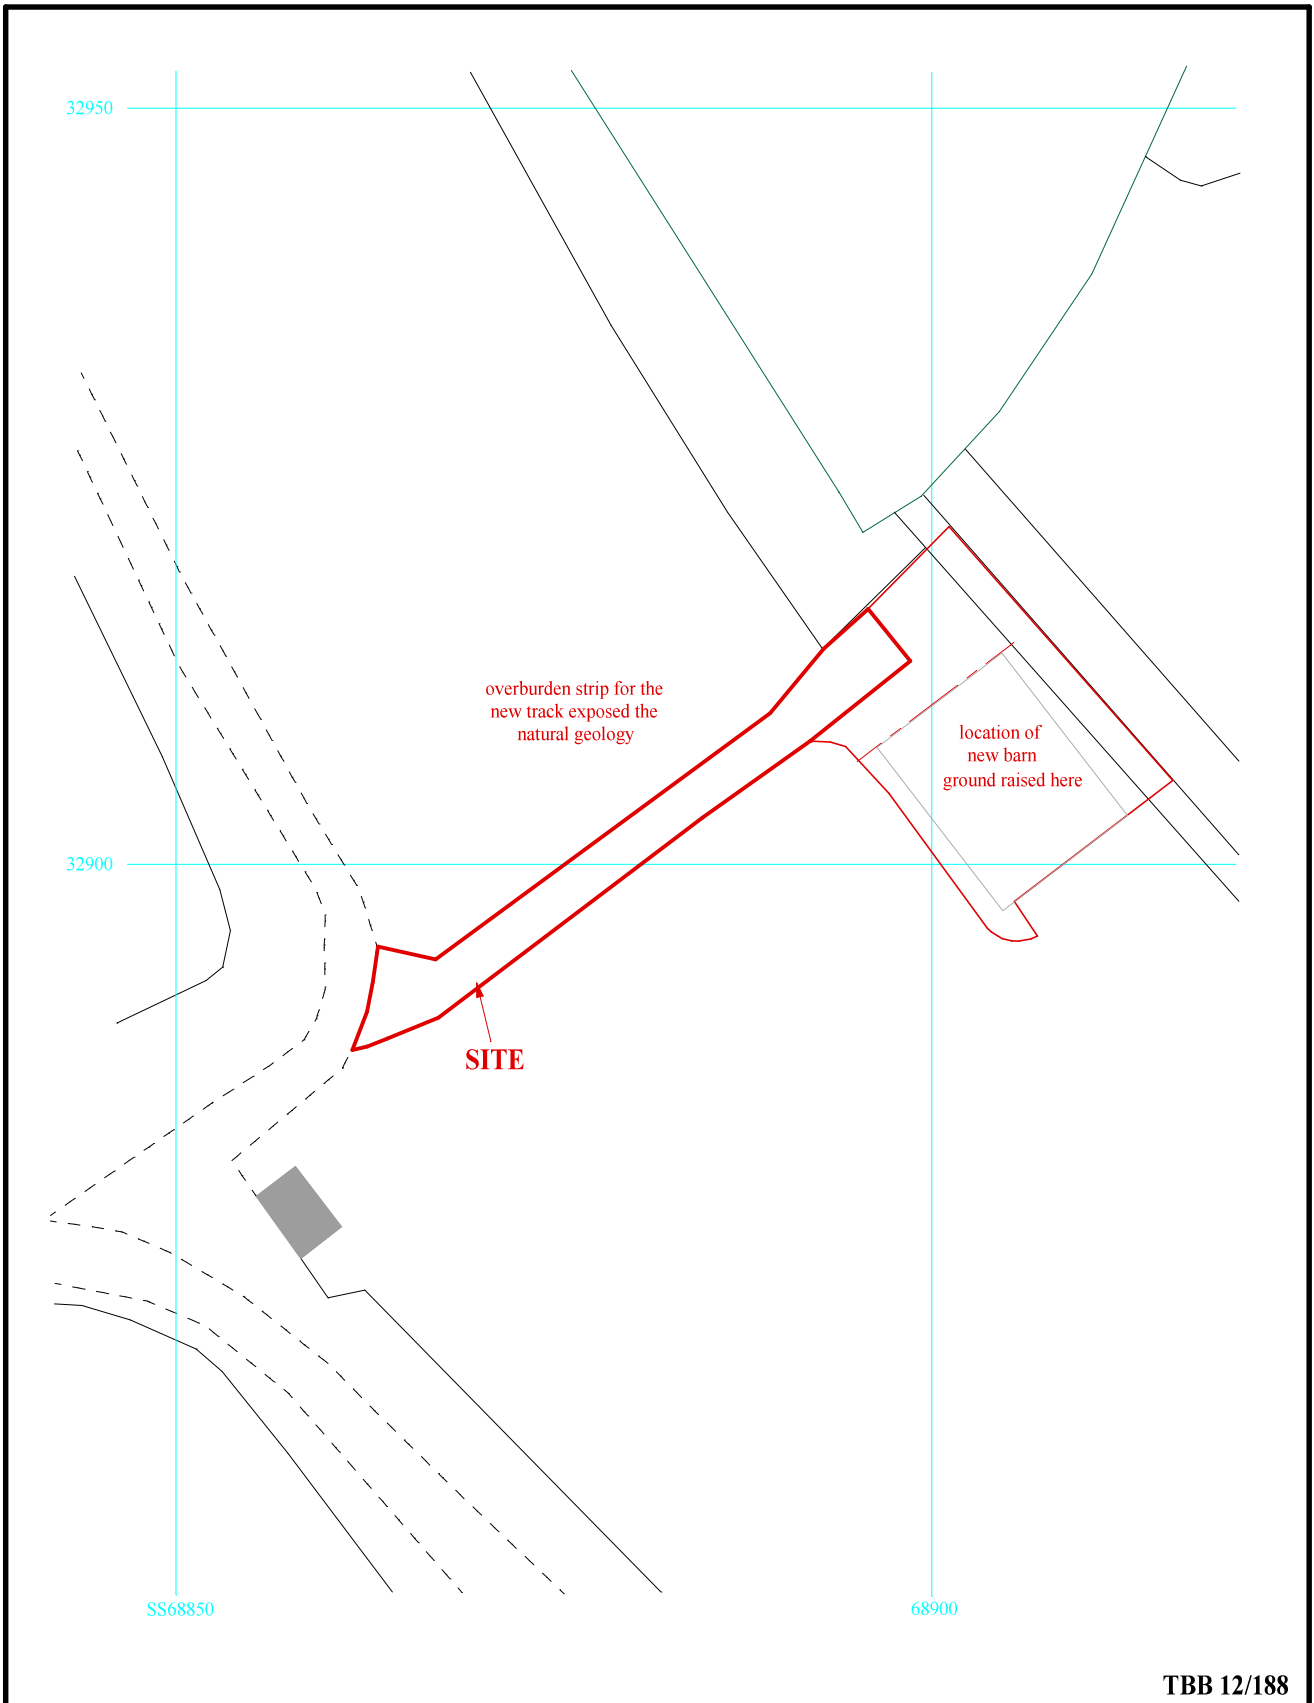 32950
overburden strip for the
new track exposed the
natural geology
location of
new barn
ground raised here
32900
SITE
SS68850
68900
TBB 12/188